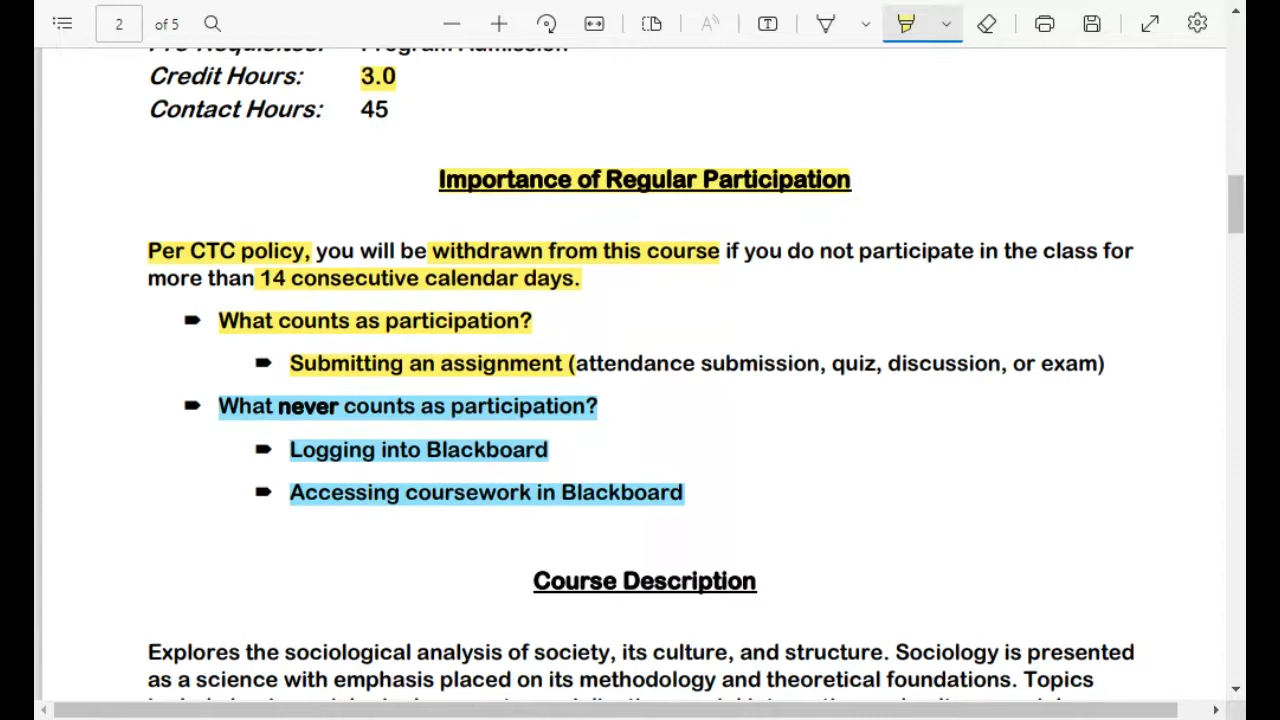 2 of 5
Pre-Requisites: Program Admission
Credit Hours: 3.0
Contact Hours: 45
Importance of Regular Participation
Per CTC policy, you will be withdrawn from this course if you do not participate in the class for
more than 14 consecutive calendar days.
What counts as participation?
Submitting an assignment (attendance submission, quiz, discussion, or exam)
What never counts as participation?
Logging into Blackboard
Accessing coursework in Blackboard
Course Description
Explores the sociological analysis of society, its culture, and structure. Sociology is presented
as a science with emphasis placed on its methodology and theoretical foundations. Topics